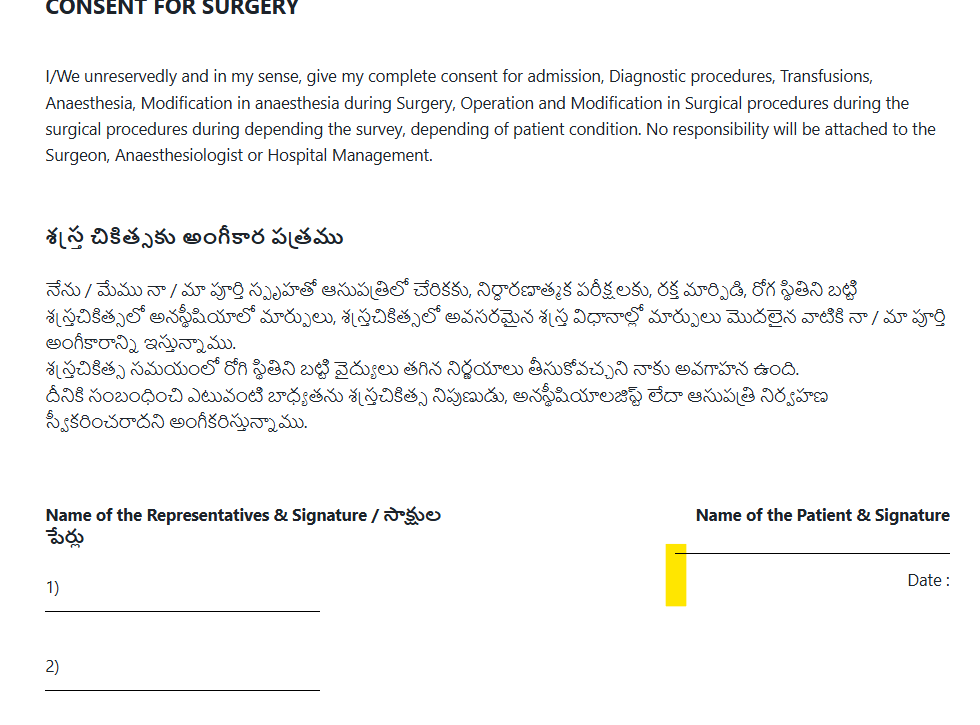 CONSENT FOR SURGERY
I/We unreservedly and in my sense, give my complete consent for admission, Diagnostic procedures, Transfusions,
Anaesthesia, Modification in anaesthesia during Surgery, Operation and Modification in Surgical procedures during the
surgical procedures during depending the survey, depending of patient condition. No responsibility will be attached to the
Surgeon, Anaesthesiologist or Hospital Management.
శస్త్ర చికిత్సకు అంగీకార పత్రము
నేను / మేము నా / మా పూర్తి స్పృహతో ఆసుపత్రిలో చేరికకు, నిర్ధారణాత్మక పరీక్షలకు, రక్త మార్పిడి, రోగ స్థితిని బట్టి
శస్త్రచికిత్సలో అనస్థీషియాలో మార్పులు, శస్త్రచికిత్సలో అవసరమైన శస్త్ర విధానాల్లో మార్పులు మొదలైన వాటికి నా / మా పూర్తి
అంగీకారాన్ని ఇస్తున్నాము.
శస్త్రచికిత్స సమయంలో రోగి స్థితిని బట్టి వైద్యులు తగిన నిర్ణయాలు తీసుకోవచ్చని నాకు అవగాహన ఉంది.
దీనికి సంబంధించి ఎటువంటి బాధ్యతను శస్త్రచికిత్స నిపుణుడు, అనస్థీషియాలజిస్ట్ లేదా ఆసుపత్రి నిర్వహణ
స్వీకరించరాదని అంగీకరిస్తున్నాము.
Name of the Representatives & Signature / సాక్షుల
పేర్లు
Name of the Patient & Signature
Date :
1)
2)